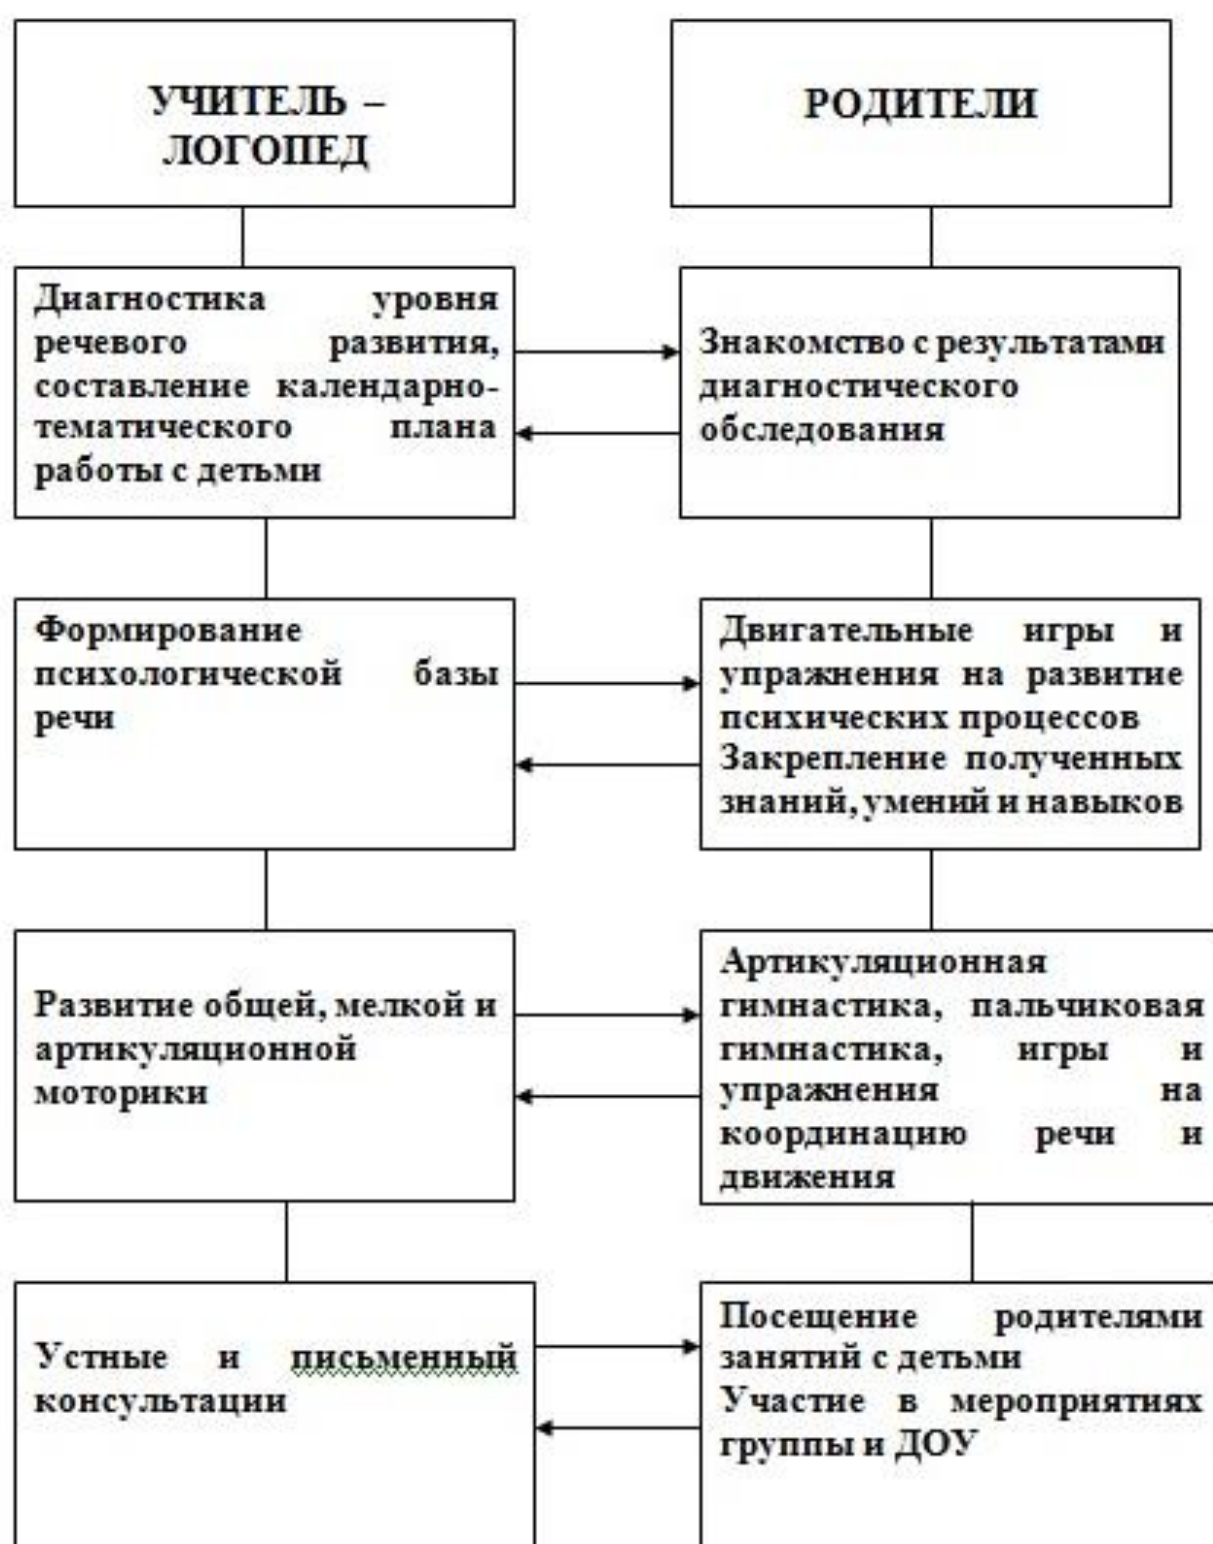 УЧИТЕЛЬ –
ЛОГОПЕД
РОДИТЕЛИ
Диагностика уровня
речевого развития,
составление календарно-
тематического плана
работы с детьми
Знакомство с результатами
диагностического
обследования
Формирование
психологической базы
речи
Двигательные игры и
упражнения на развитие
психических процессов
Закрепление полученных
знаний, умений и навыков
Развитие общей, мелкой и
артикуляционной
моторики
Артикуляционная
гимнастика, пальчиковая
гимнастика, игры и
упражнения на
координацию речи и
движения
Устные и письменный
консультации
Посещение родителями
занятий с детьми
Участие в мероприятиях
группы и ДОУ